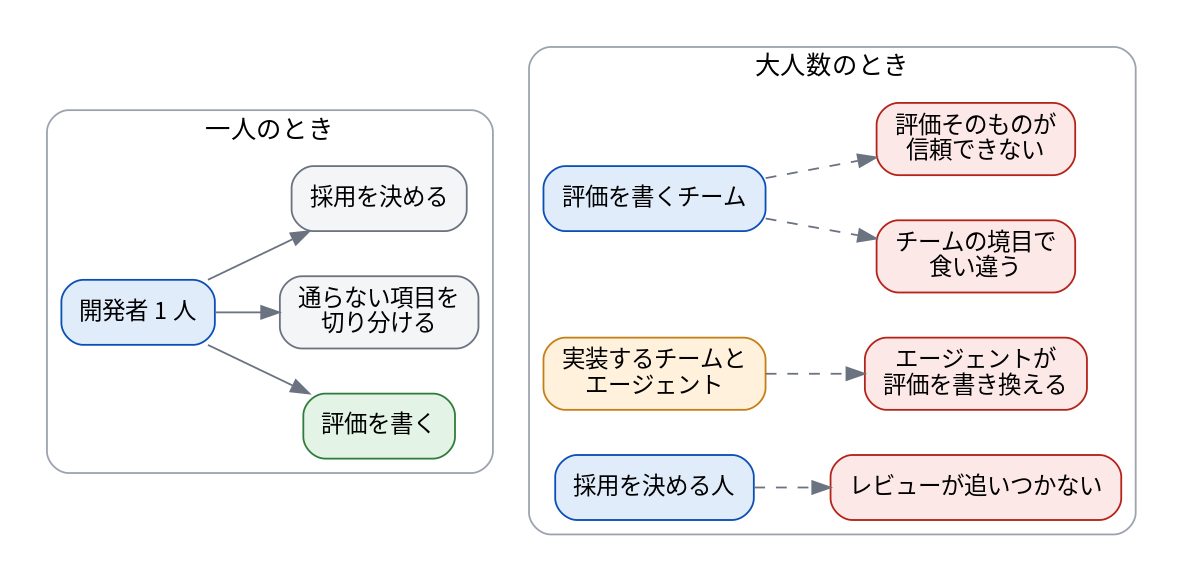 一人のとき
採用を決める
開発者 1 人
通らない項目を
切り分ける
評価を書く
大人数のとき
評価を書くチーム
評価そのものが
信頼できない
チームの境目で
食い違う
実装するチームと
エージェント
エージェントが
評価を書き換える
採用を決める人
レビューが追いつかない